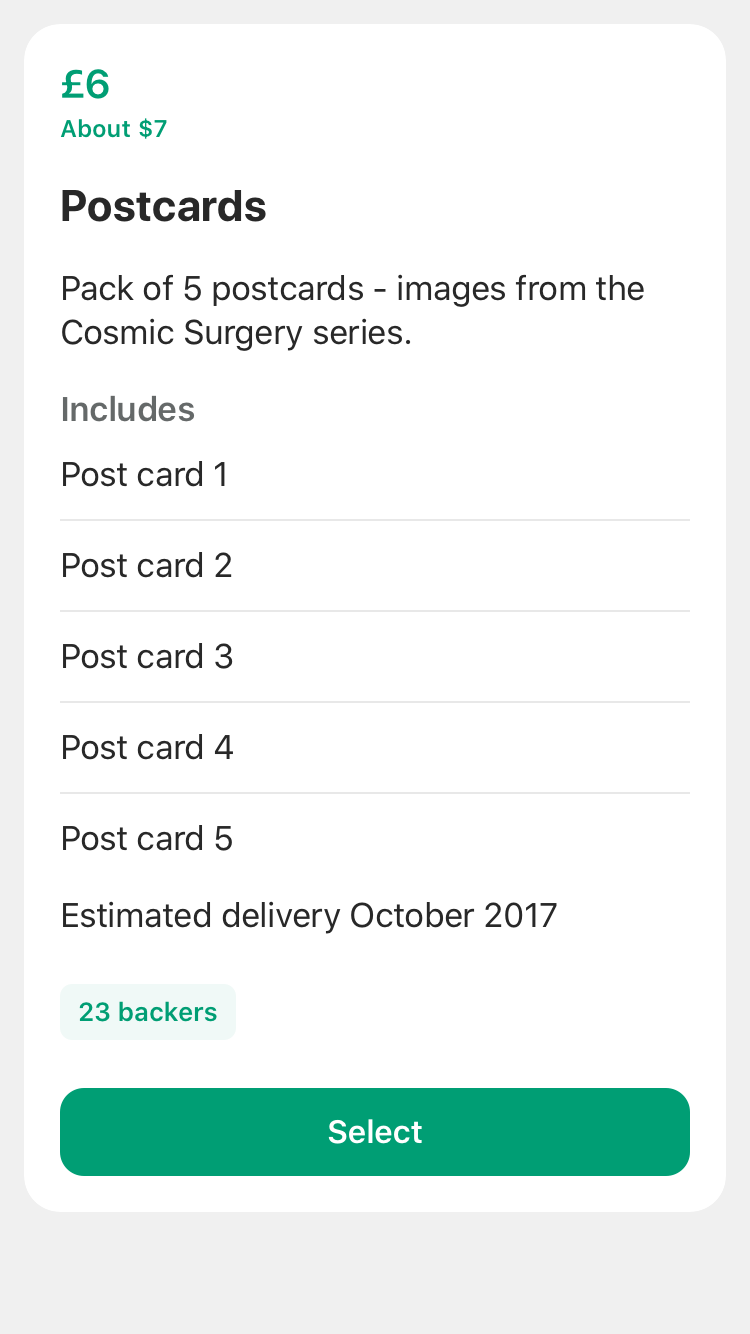 £6
About $7
Postcards
Pack of 5 postcards - images from the
Cosmic Surgery series.
Includes
Post card 1
Post card 2
Post card 3
Post card 4
Post card 5
Estimated delivery October 2017
23 backers
Select